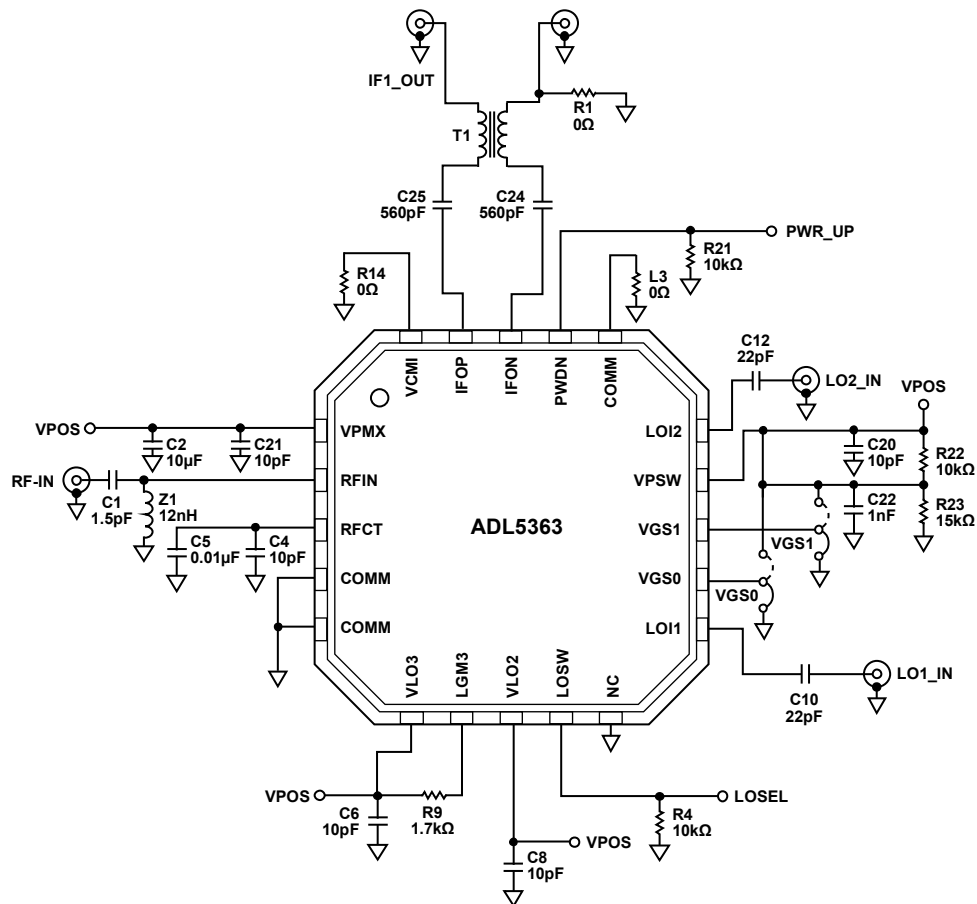 IF1_OUT
R1
0Ω
T1
C25
560pF
C24
560pF
PWR_UP
R21
10kΩ
R14
0Ω
L3
0Ω
C12
22pF
LO2_IN
VPOS
VCMI
IFOP
IFON
PWDN
COMM
VPOS
C2
10µF
C21
10pF
VPMX
LOI2
C20
10pF
R22
10kΩ
RF-IN
C1
1.5pF
Z1
12nH
RFIN
VPSW
C22
1nF
R23
15kΩ
C5
0.01µF
C4
10pF
RFCT
ADL5363
VGS1
VGS1
COMM
VGS0
VGS0
COMM
LOI1
LO1_IN
C10
22pF
VLO3
LGM3
VLO2
LOSW
NC
VPOS
C6
10pF
R9
1.7kΩ
LOSEL
R4
10kΩ
VPOS
C8
10pF